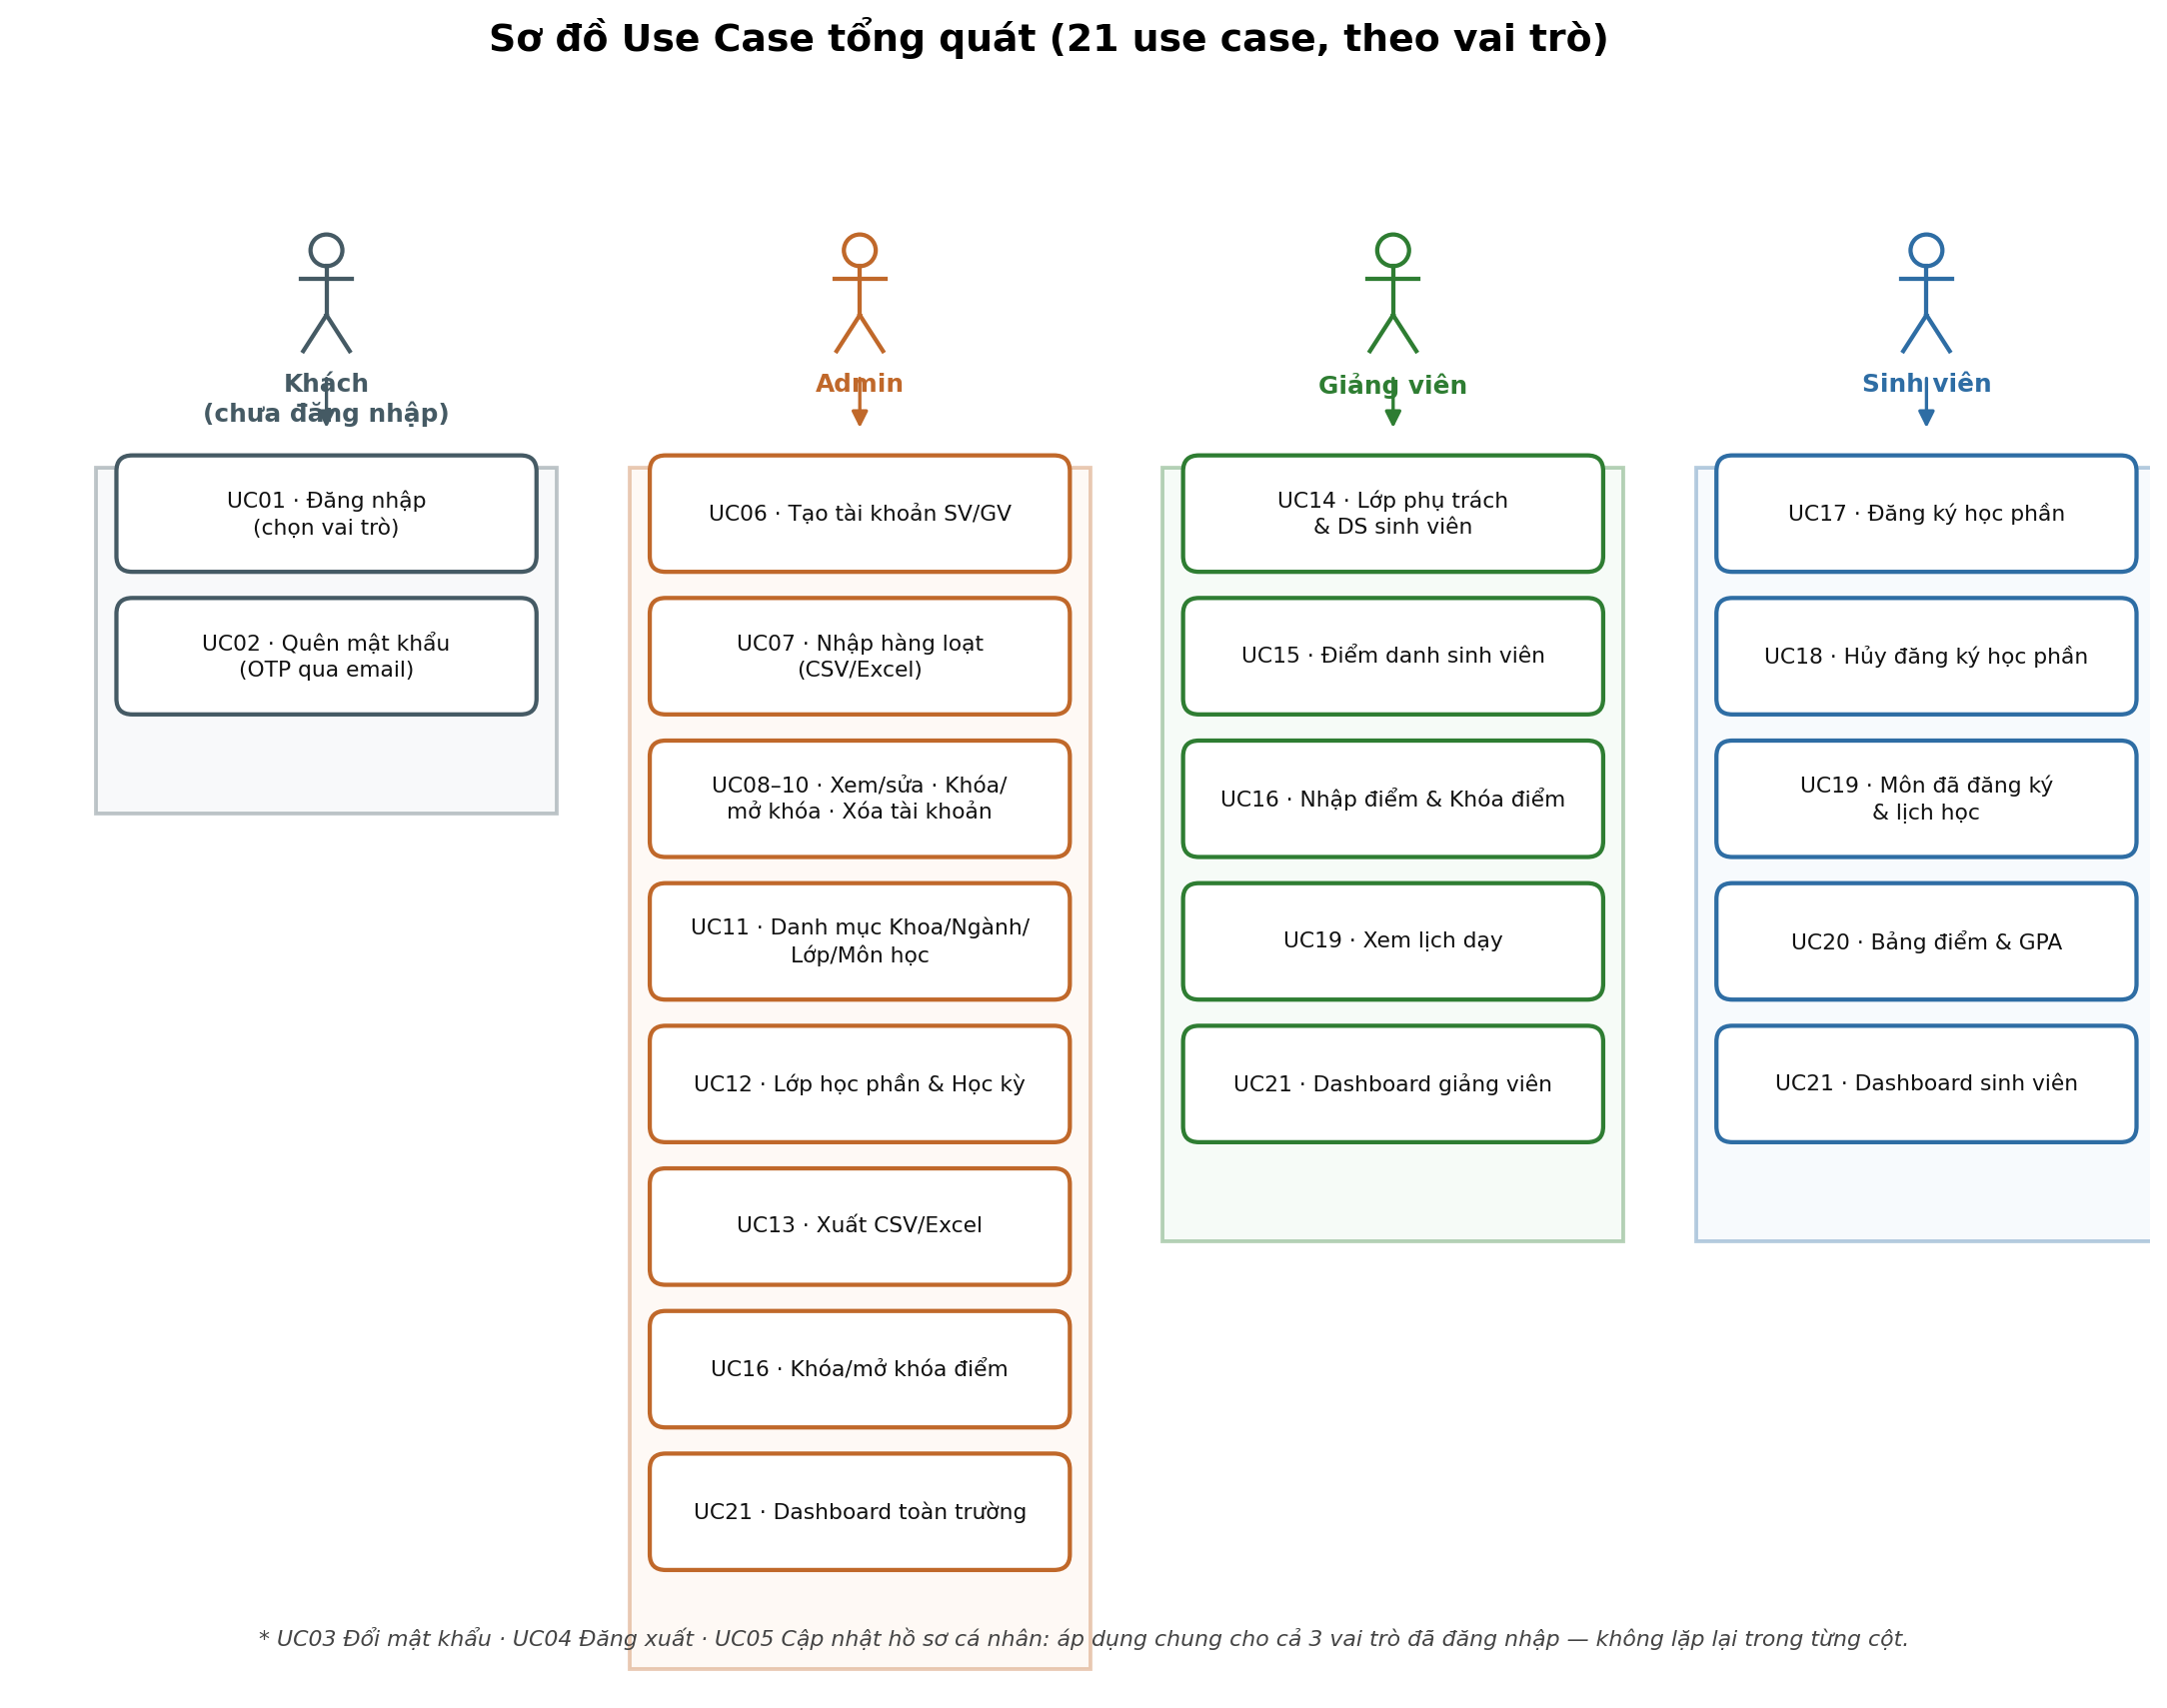 Sơ đồ Use Case tổng quát (21 use case, theo vai trò)
Khách
(chưa đăng nhập)
UC01 · Đăng nhập
(chọn vai trò)
UC02 · Quên mật khẩu
(OTP qua email)
Admin
UC06 · Tạo tài khoản SV/GV
UC07 · Nhập hàng loạt
(CSV/Excel)
UC08–10 · Xem/sửa · Khóa/
mở khóa · Xóa tài khoản
UC11 · Danh mục Khoa/Ngành/
Lớp/Môn học
UC12 · Lớp học phần & Học kỳ
UC13 · Xuất CSV/Excel
UC16 · Khóa/mở khóa điểm
UC21 · Dashboard toàn trường
Giảng viên
UC14 · Lớp phụ trách
& DS sinh viên
UC15 · Điểm danh sinh viên
UC16 · Nhập điểm & Khóa điểm
UC19 · Xem lịch dạy
UC21 · Dashboard giảng viên
Sinh viên
UC17 · Đăng ký học phần
UC18 · Hủy đăng ký học phần
UC19 · Môn đã đăng ký
& lịch học
UC20 · Bảng điểm & GPA
UC21 · Dashboard sinh viên
* UC03 Đổi mật khẩu · UC04 Đăng xuất · UC05 Cập nhật hồ sơ cá nhân: áp dụng chung cho cả 3 vai trò đã đăng nhập — không lặp lại trong từng cột.